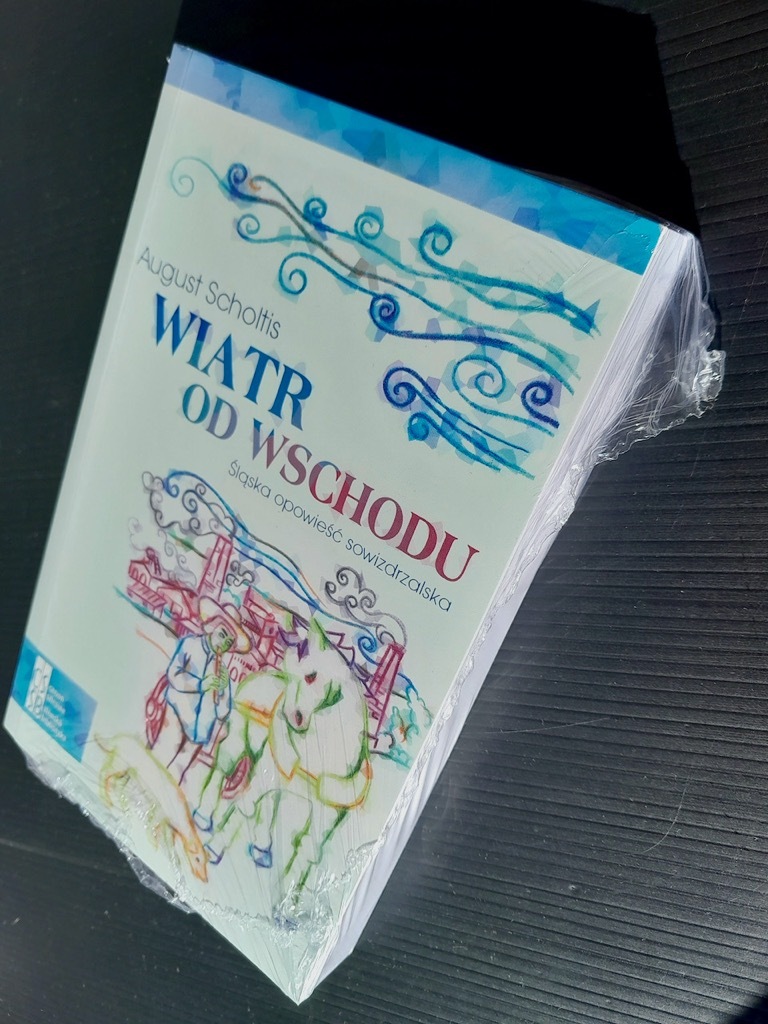 August Scholtis
WIATR
OD WSCHODU
Śląska opowieść sowizdrzalska